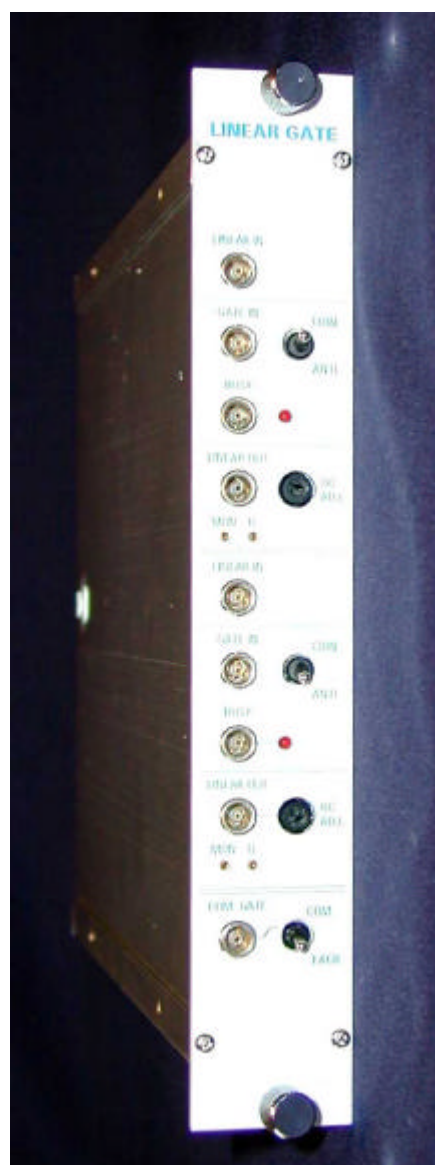 LINEAR GATE
LINEAR IN
GATE IN
COIN
ANTI
BUSY
LINEAR OUT
DC
ADJ.
MON G
LINEAR IN
GATE IN
COIN
ANTI
BUSY
LINEAR OUT
DC
ADJ.
MON G
COM GATE
COM
EACH